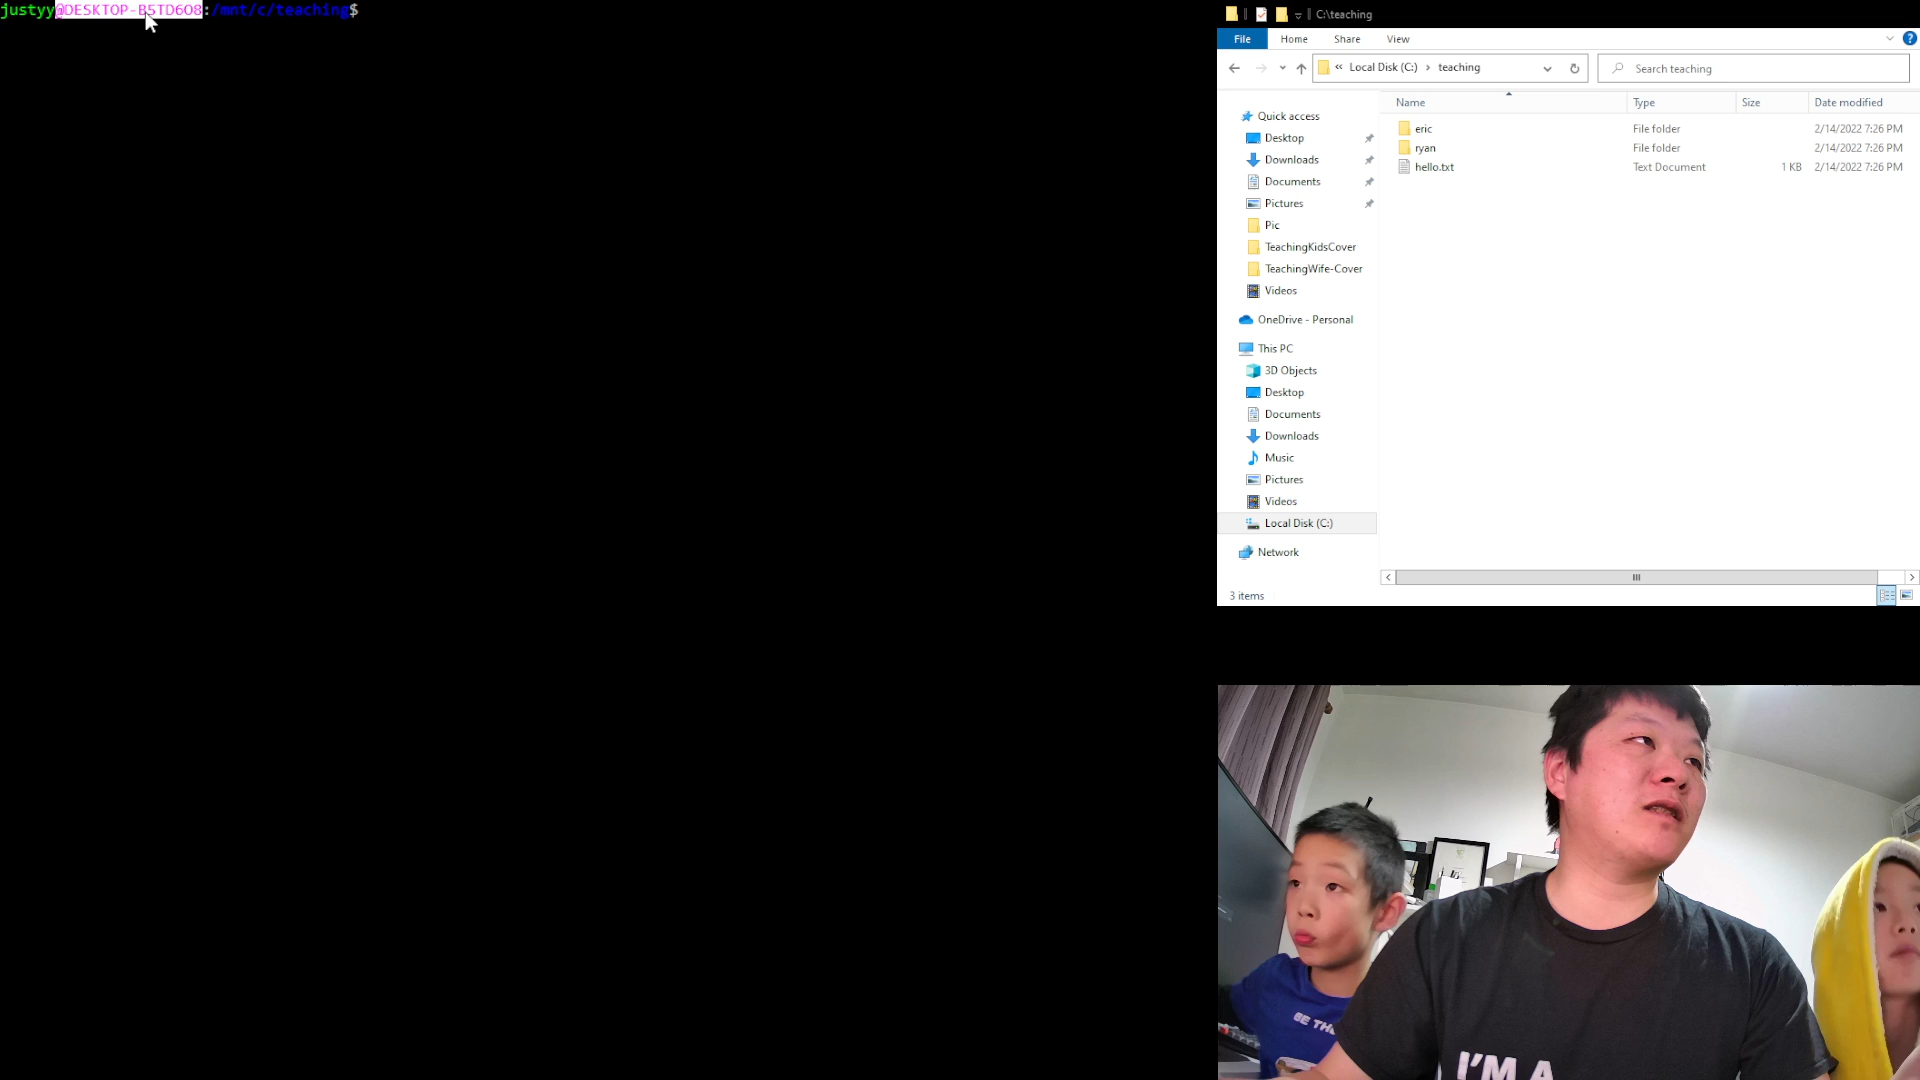 justyy@DESKTOP-B5TD6O8:/mnt/c/teaching$
C:\teaching
File Home Share View
« Local Disk (C:) › teaching
Search teaching
Name Type Size Date modified
Quick access
Desktop
Downloads
Documents
Pictures
Pic
TeachingKidsCover
TeachingWife-Cover
Videos
OneDrive - Personal
This PC
3D Objects
Desktop
Documents
Downloads
Music
Pictures
Videos
Local Disk (C:)
Network
eric File folder 2/14/2022 7:26 PM
ryan File folder 2/14/2022 7:26 PM
hello.txt Text Document 1 KB 2/14/2022 7:26 PM
3 items
BE TH
I'M A